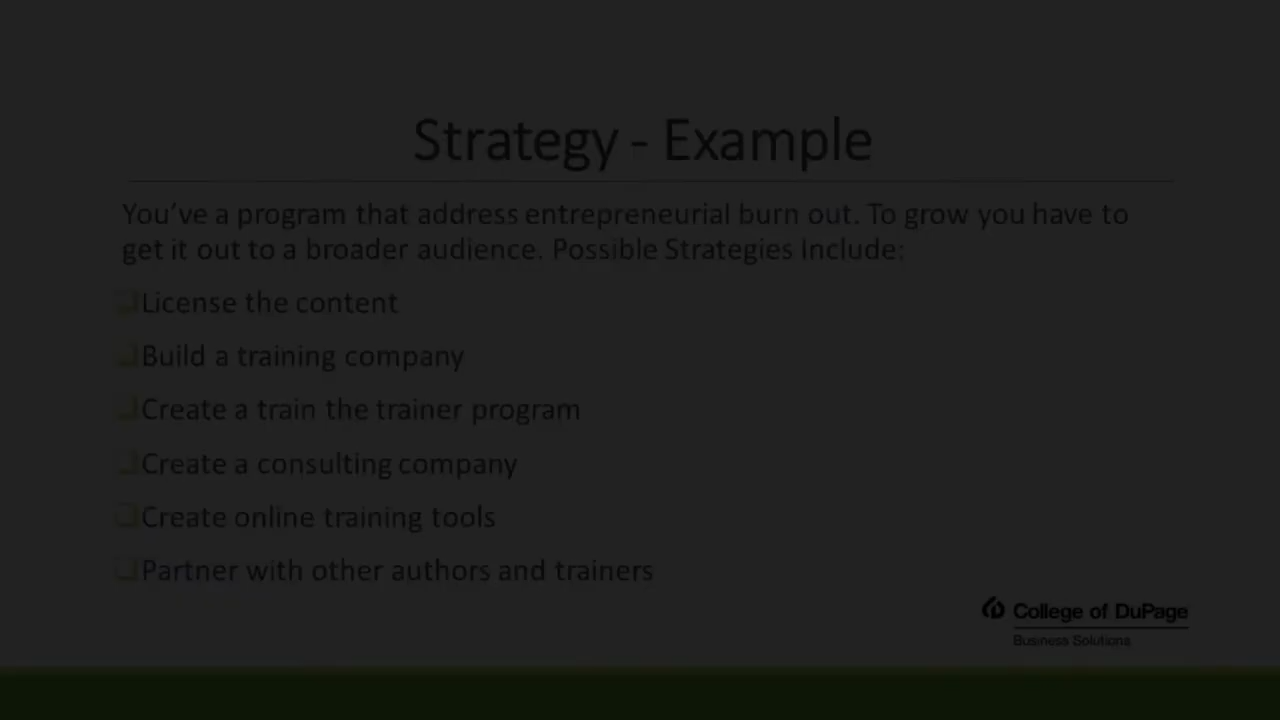 Strategy - Example
You've a program that address entrepreneurial burn out. To grow you have to
get it out to a broader audience. Possible Strategies Include:
License the content
Build a training company
Create a train the trainer program
Create a consulting company
Create online training tools
Partner with other authors and trainers
College of DuPage
Business Solutions